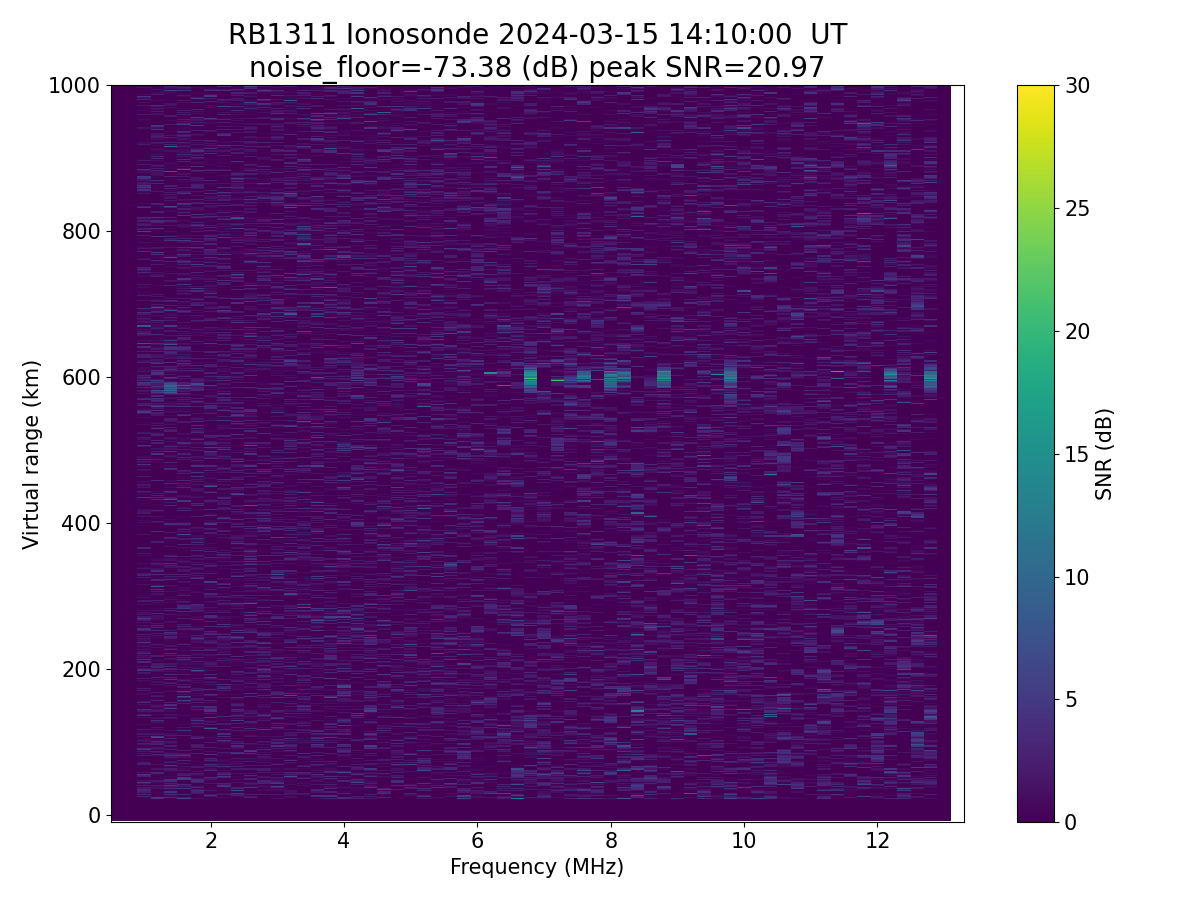 RB1311 Ionosonde 2024-03-15 14:10:00  UT
noise_floor=-73.38 (dB) peak SNR=20.97
1000
800
600
400
200
0
Virtual range (km)
2 4 6 8 10 12
Frequency (MHz)
30
25
20
15
10
5
0
SNR (dB)